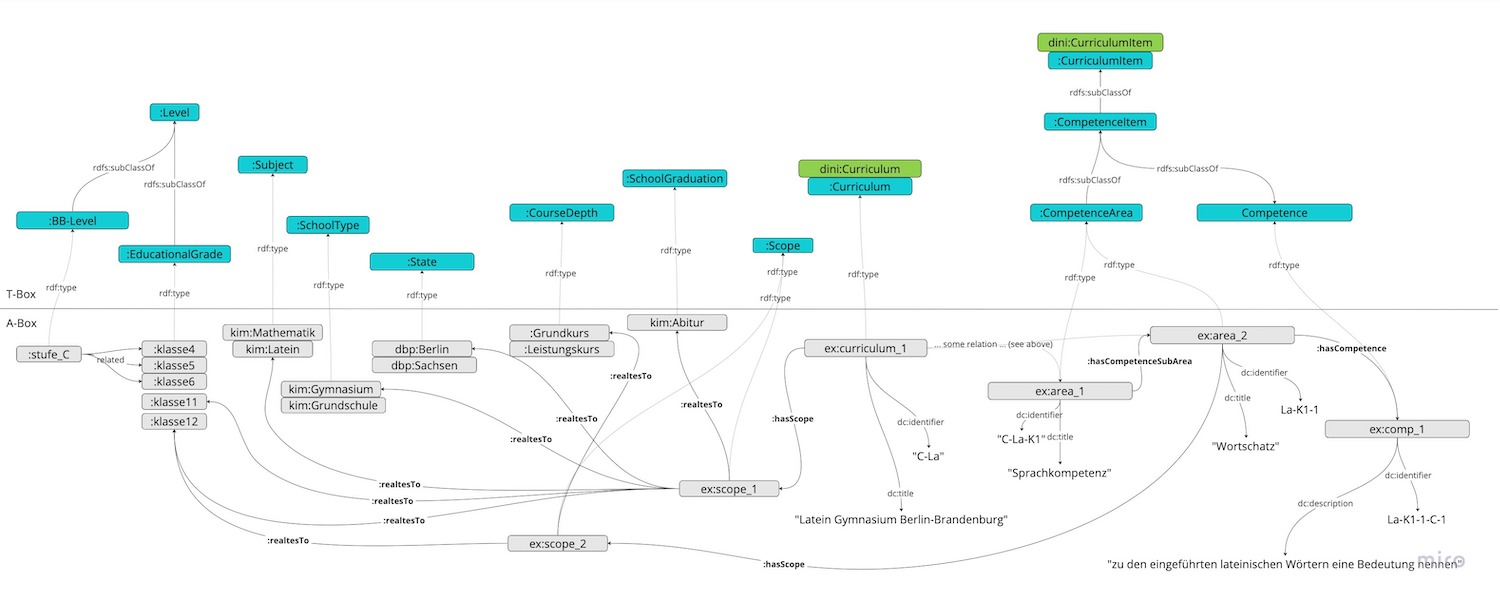 dini:CurriculumItem
:CurriculumItem
rdfs:subClassOf
:Level
:CompetenceItem
rdfs:subClassOf
rdfs:subClassOf
:Subject
dini:Curriculum
rdfs:subClassOf
rdfs:subClassOf
:SchoolGraduation
:Curriculum
rdfs:subClassOf
:BB-Level
:SchoolType
:CourseDepth
:CompetenceArea
Competence
:EducationalGrade
rdf:type
:State
rdf:type
:Scope
rdf:type
rdf:type
rdf:type
rdf:type
rdf:type
rdf:type
rdf:type
rdf:type
rdf:type
rdf:type
rdf:type
rdf:type
T-Box
A-Box
:stufe_C
related
:klasse4
:klasse5
:klasse6
:klasse11
:klasse12
kim:Mathematik
kim:Latein
dbp:Berlin
dbp:Sachsen
kim:Gymnasium
kim:Grundschule
:Grundkurs
:Leistungskurs
kim:Abitur
ex:curriculum_1
... some relation ... (see above)
ex:area_2
:hasCompetenceSubArea
:hasCompetence
ex:area_1
:realtesTo
:realtesTo
:realtesTo
:realtesTo
:hasScope
dc:identifier
dc:title
dc:identifier
La-K1-1
dc:identifier
"C-La-K1"
dc:title
"Wortschatz"
ex:comp_1
"C-La"
"Sprachkompetenz"
:realtesTo
:realtesTo
:realtesTo
:realtesTo
ex:scope_1
dc:title
"Latein Gymnasium Berlin-Brandenburg"
dc:identifier
dc:description
La-K1-1-C-1
ex:scope_2
:hasScope
"zu den eingeführten lateinischen Wörtern eine Bedeutung nennen"
miro